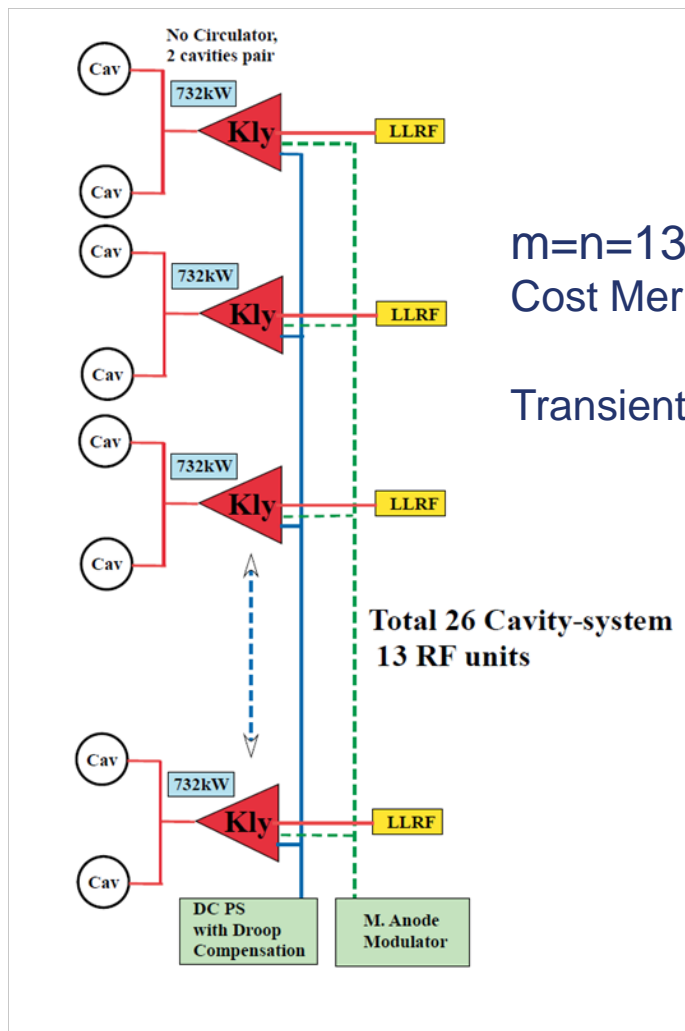 No Circulator,
2 cavities pair
Cav
732kW
Kly
LLRF
Cav
Cav
732kW
Kly
LLRF
Cav
Cav
732kW
Kly
LLRF
Cav
m=n=13
Cost Mer
Transient
Total 26 Cavity-system
13 RF units
Cav
732kW
Kly
LLRF
Cav
DC PS
with Droop
Compensation
M. Anode
Modulator